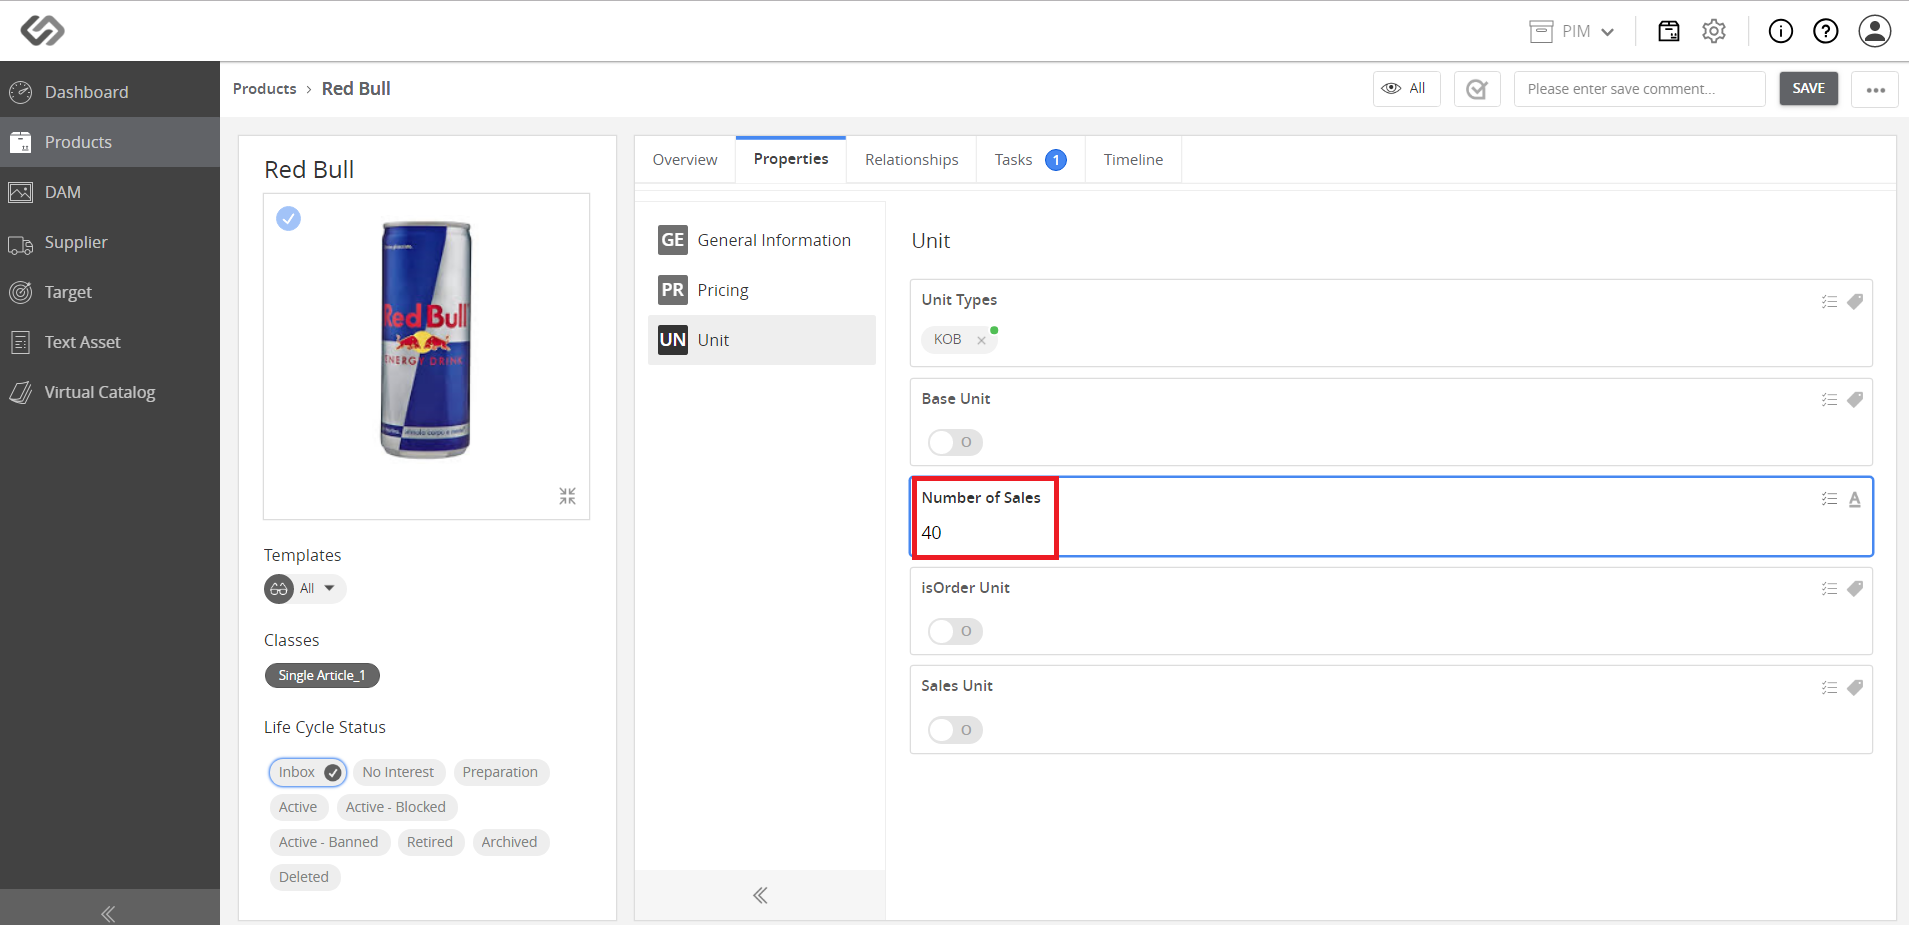 PIM
Dashboard
Products
DAM
Supplier
Target
Text Asset
Virtual Catalog
Products › Red Bull
All
Please enter save comment...
SAVE
Red Bull
Red Bull
ENERGY DRINK
Templates
All
Classes
Single Article_1
Life Cycle Status
Inbox
No Interest
Preparation
Active
Active - Blocked
Active - Banned
Retired
Archived
Deleted
Overview
Properties
Relationships
Tasks 1
Timeline
GE General Information
PR Pricing
UN Unit
Unit
Unit Types
KOB ×
Base Unit
O
Number of Sales
A
40
isOrder Unit
O
Sales Unit
O